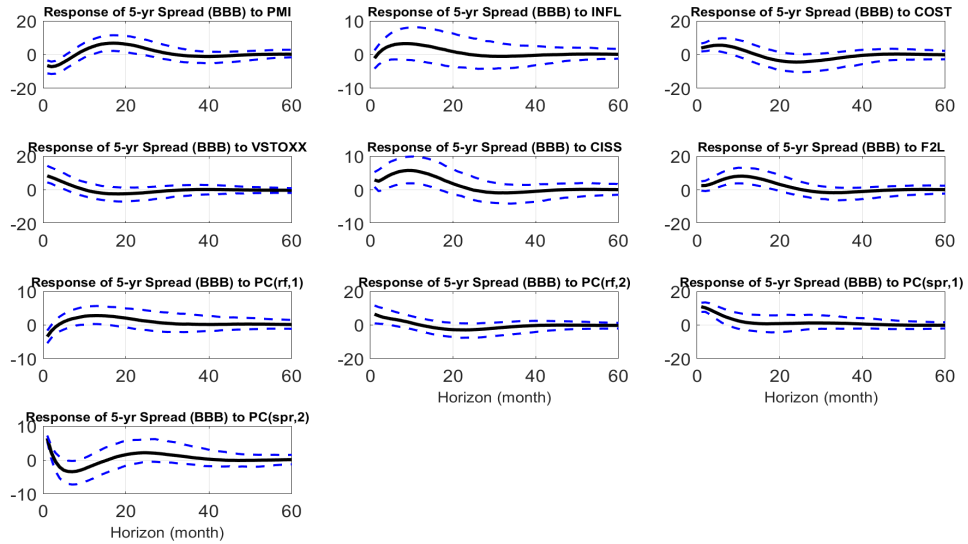 Response of 5-yr Spread (BBB) to PMI
20
0
-20
0 20 40 60
Response of 5-yr Spread (BBB) to INFL
10
0
-10
0 20 40 60
Response of 5-yr Spread (BBB) to COST
20
0
-20
0 20 40 60
Response of 5-yr Spread (BBB) to VSTOXX
20
0
-20
0 20 40 60
Response of 5-yr Spread (BBB) to CISS
10
0
-10
0 20 40 60
Response of 5-yr Spread (BBB) to F2L
20
0
-20
0 20 40 60
Response of 5-yr Spread (BBB) to PC(rf,1)
10
0
-10
0 20 40 60
Response of 5-yr Spread (BBB) to PC(rf,2)
20
0
-20
0 20 40 60
Horizon (month)
Response of 5-yr Spread (BBB) to PC(spr,1)
20
0
-20
0 20 40 60
Horizon (month)
Response of 5-yr Spread (BBB) to PC(spr,2)
10
0
-10
0 20 40 60
Horizon (month)